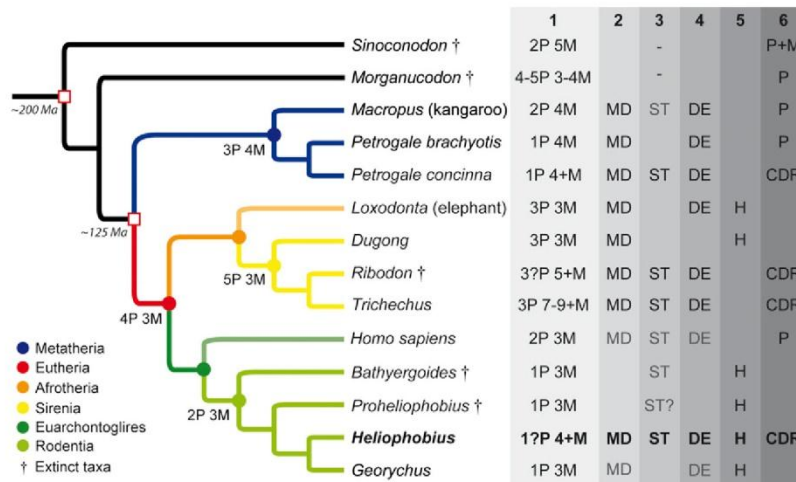 1 2 3 4 5 6
Sinoconodon † 2P 5M - P+M
Morganucodon † 4-5P 3-4M - P
~200 Ma
Macropus (kangaroo) 2P 4M MD ST DE P
3P 4M
Petrogale brachyotis 1P 4M MD DE P
Petrogale concinna 1P 4+M MD ST DE CDR
Loxodonta (elephant) 3P 3M MD DE H
~125 Ma
Dugong 3P 3M MD H
5P 3M
Ribodon † 3?P 5+M MD ST DE CDR
Trichechus 3P 7-9+M MD ST DE CDR
4P 3M
Homo sapiens 2P 3M MD ST DE P
Metatheria
Eutheria
Bathyergoides † 1P 3M ST H
Afrotheria
Proheliophobius † 1P 3M ST? H
2P 3M
Sirenia
Euarchontoglires
Heliophobius 1?P 4+M MD ST DE H CDR
Rodentia
† Extinct taxa
Georychus 1P 3M MD DE H